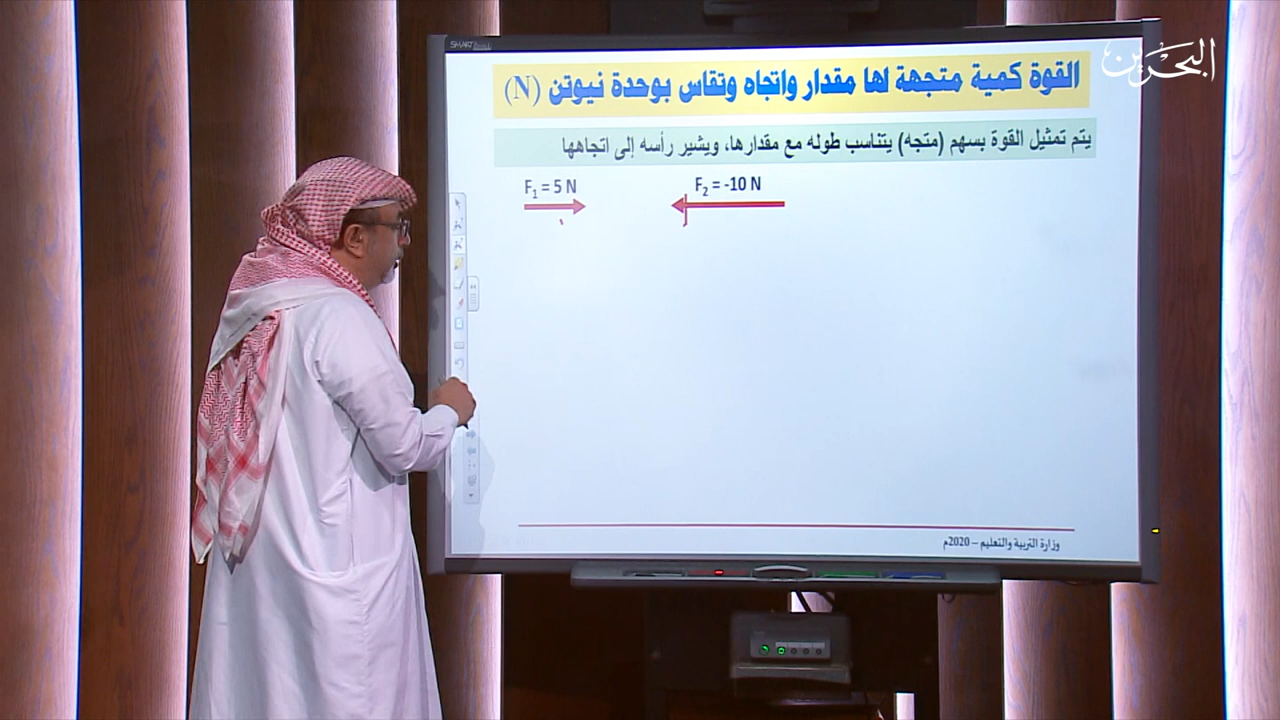 البحرين
SMART
القوة كمية متجهة لها مقدار واتجاه وتقاس بوحدة نيوتن (N)
يتم تمثيل القوة بسهم (متجه) يتناسب طوله مع مقدارها، ويشير رأسه إلى اتجاهها
F₁ = 5 N
F₂ = -10 N
وزارة التربية والتعليم – 2020م